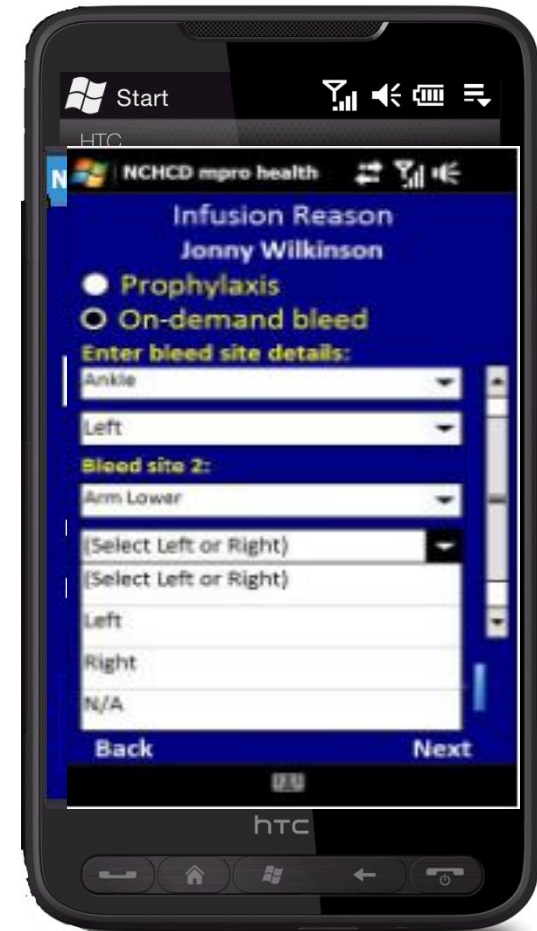 Start
HTC
N
NCHCD mpro health
Infusion Reason
Jonny Wilkinson
Prophylaxis
On-demand bleed
Enter bleed site details:
Ankle
Left
Bleed site 2:
Arm Lower
(Select Left or Right)
(Select Left or Right)
Left
Right
N/A
Back
Next
hTC